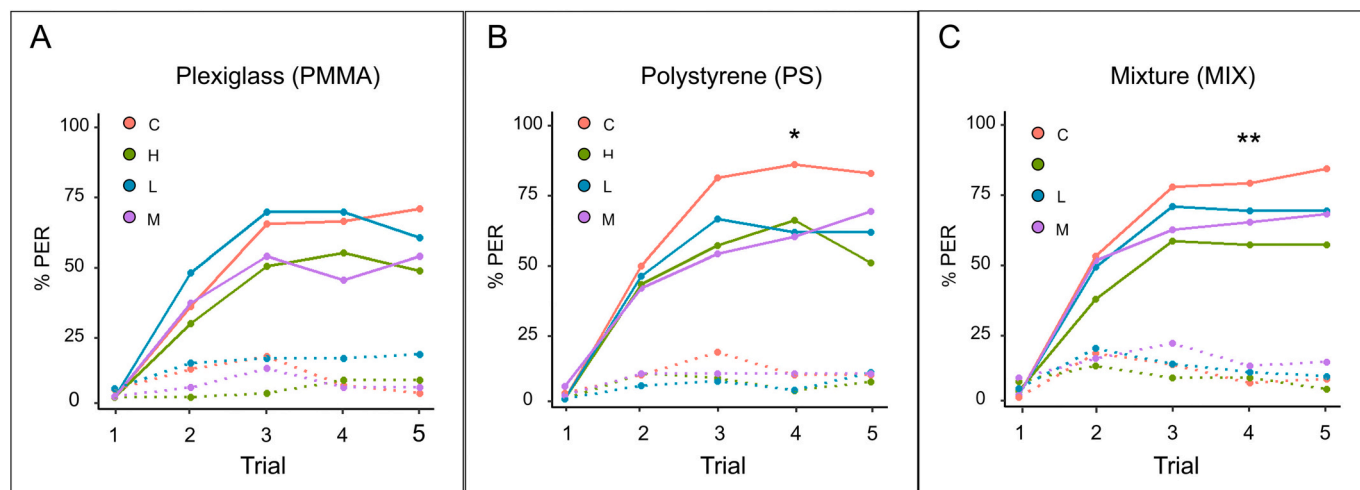 A
Plexiglass (PMMA)
% PER
100
75
50
25
0
C
H
L
M
1 2 3 4 5
Trial
B
Polystyrene (PS)
% PER
100
75
50
25
0
C
L
M
*
1 2 3 4 5
Trial
C
Mixture (MIX)
% PER
100
75
50
25
0
C
L
M
**
1 2 3 4 5
Trial